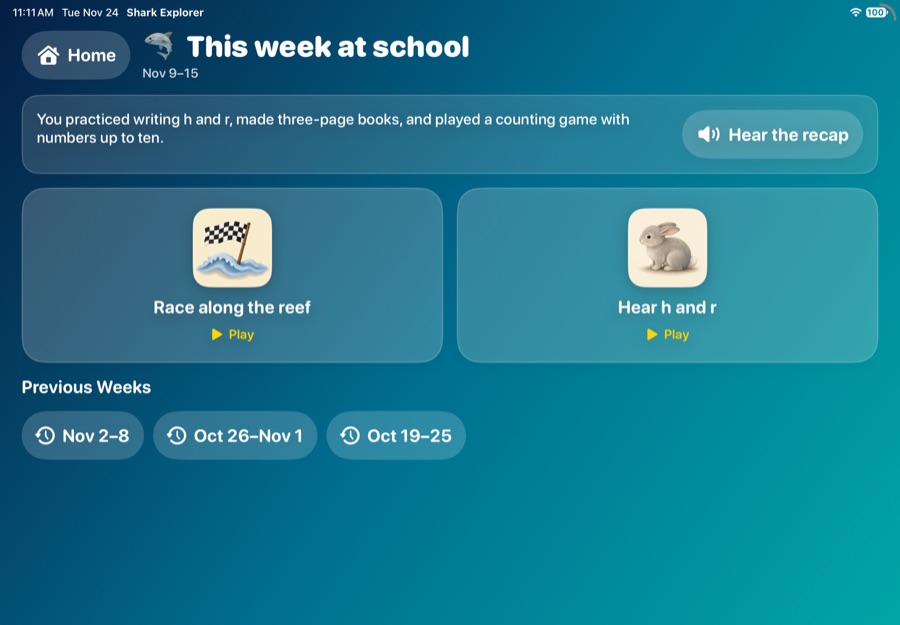 11:11 AM Tue Nov 24 Shark Explorer
100
Home
This week at school
Nov 9–15
You practiced writing h and r, made three-page books, and played a counting game with
numbers up to ten.
Hear the recap
Race along the reef
Play
Hear h and r
Play
Previous Weeks
Nov 2–8
Oct 26–Nov 1
Oct 19–25